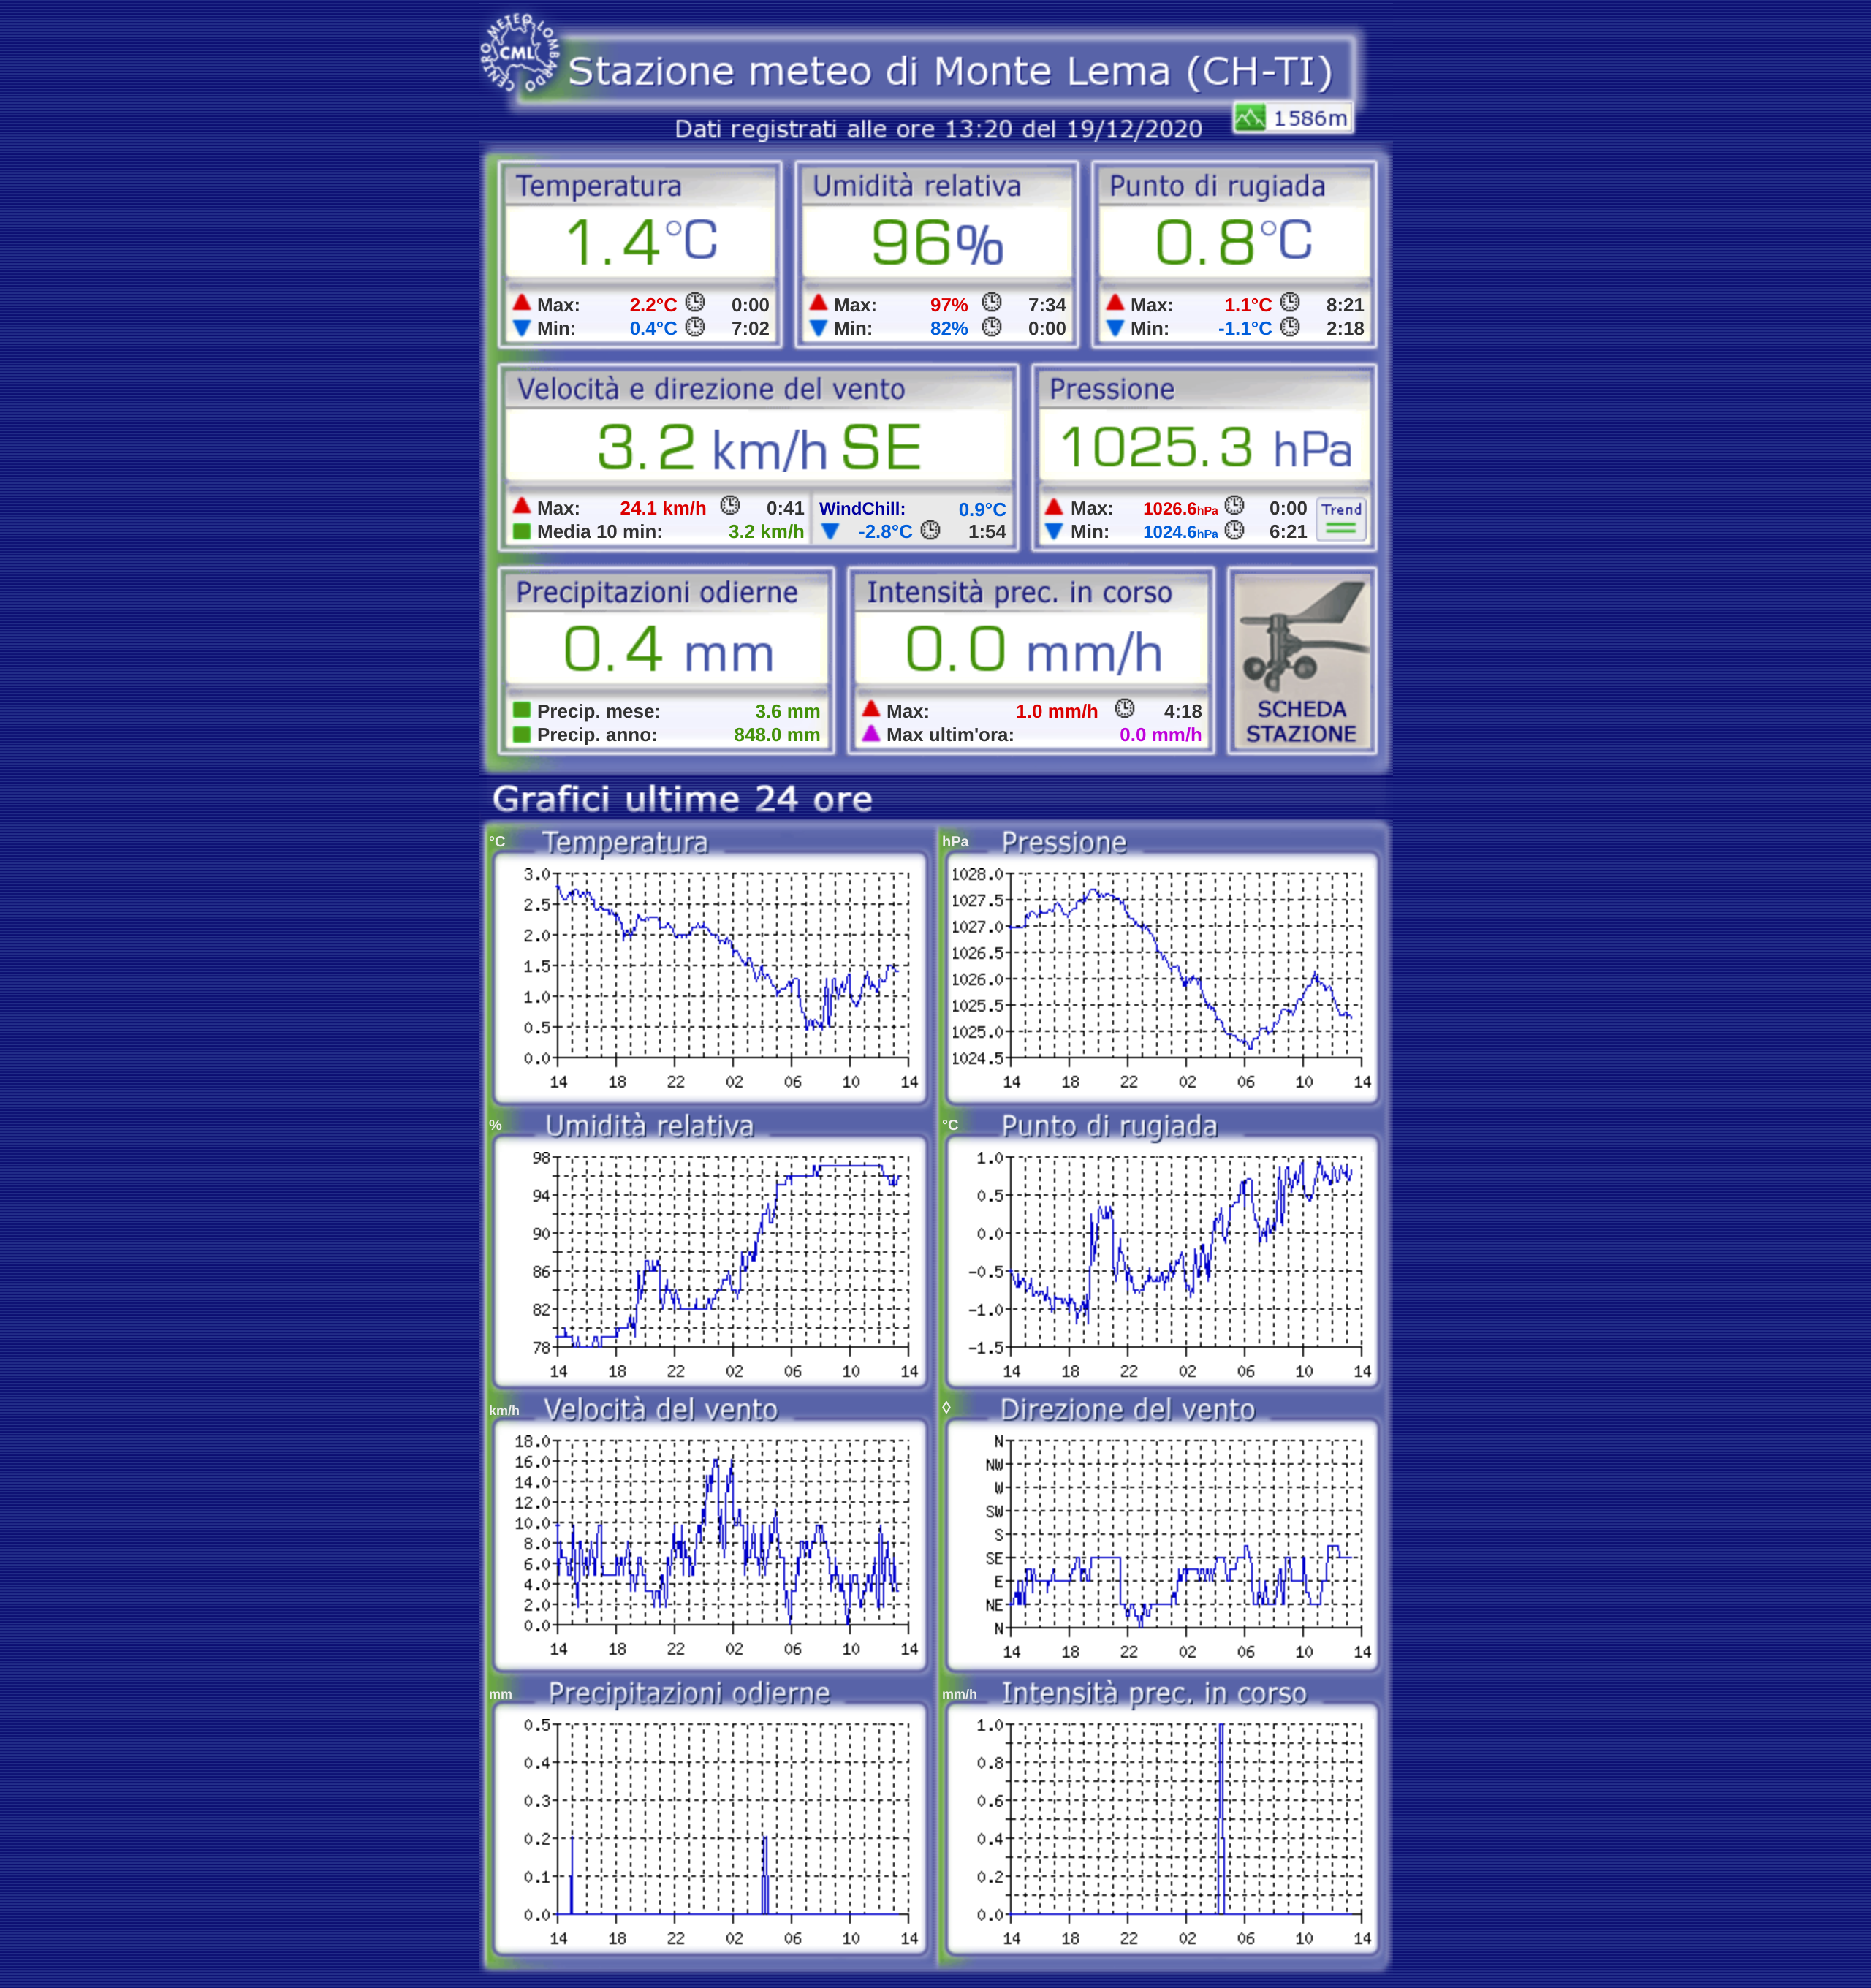 CENTRO METEO LOMBARDO
CML
Stazione meteo di Monte Lema (CH-TI)
1586m
Dati registrati alle ore 13:20 del 19/12/2020
Temperatura Umidità relativa Punto di rugiada
1.4°C 96% 0.8°C
Max: 2.2°C 0:00 Max: 97% 7:34 Max: 1.1°C 8:21
Min: 0.4°C 7:02 Min: 82% 0:00 Min: -1.1°C 2:18
Velocità e direzione del vento Pressione
3.2 km/h SE 1025.3 hPa
Max: 24.1 km/h 0:41 WindChill: 0.9°C Max: 1026.6hPa 0:00 Trend
Media 10 min: 3.2 km/h -2.8°C 1:54 Min: 1024.6hPa 6:21
Precipitazioni odierne Intensità prec. in corso
0.4 mm 0.0 mm/h
Precip. mese: 3.6 mm Max: 1.0 mm/h 4:18 SCHEDA
Precip. anno: 848.0 mm Max ultim'ora: 0.0 mm/h STAZIONE
Grafici ultime 24 ore
°C Temperatura hPa Pressione
3.0 1028.0
2.5 1027.5
2.0 1027.0
1.5 1026.5
1.0 1026.0
0.5 1025.5
0.0 1025.0
1024.5
14 18 22 02 06 10 14 14 18 22 02 06 10 14
% Umidità relativa °C Punto di rugiada
98 1.0
94 0.5
90 0.0
86 -0.5
82 -1.0
78 -1.5
14 18 22 02 06 10 14 14 18 22 02 06 10 14
km/h Velocità del vento ◊ Direzione del vento
18.0 N
16.0 NW
14.0 W
12.0 SW
10.0 S
8.0 SE
6.0 E
4.0 NE
2.0 N
0.0
14 18 22 02 06 10 14 14 18 22 02 06 10 14
mm Precipitazioni odierne mm/h Intensità prec. in corso
0.5 1.0
0.4 0.8
0.3 0.6
0.2 0.4
0.1 0.2
0.0 0.0
14 18 22 02 06 10 14 14 18 22 02 06 10 14